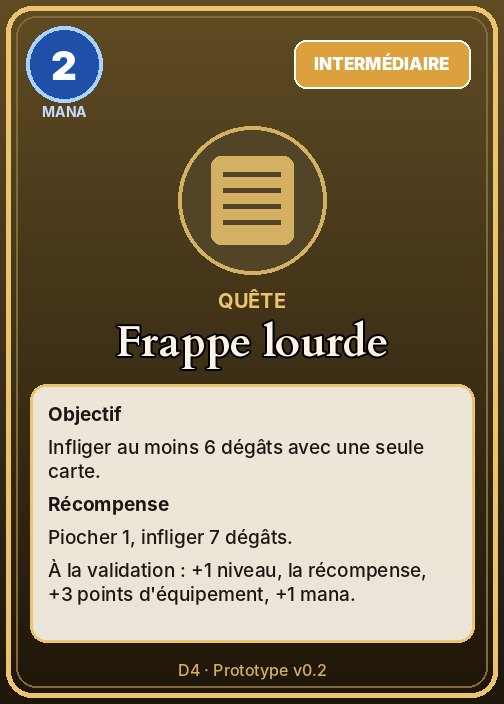 2
MANA
INTERMÉDIAIRE
QUÊTE
Frappe lourde
Objectif
Infliger au moins 6 dégâts avec une seule
carte.
Récompense
Piocher 1, infliger 7 dégâts.
À la validation : +1 niveau, la récompense,
+3 points d'équipement, +1 mana.
D4 · Prototype v0.2